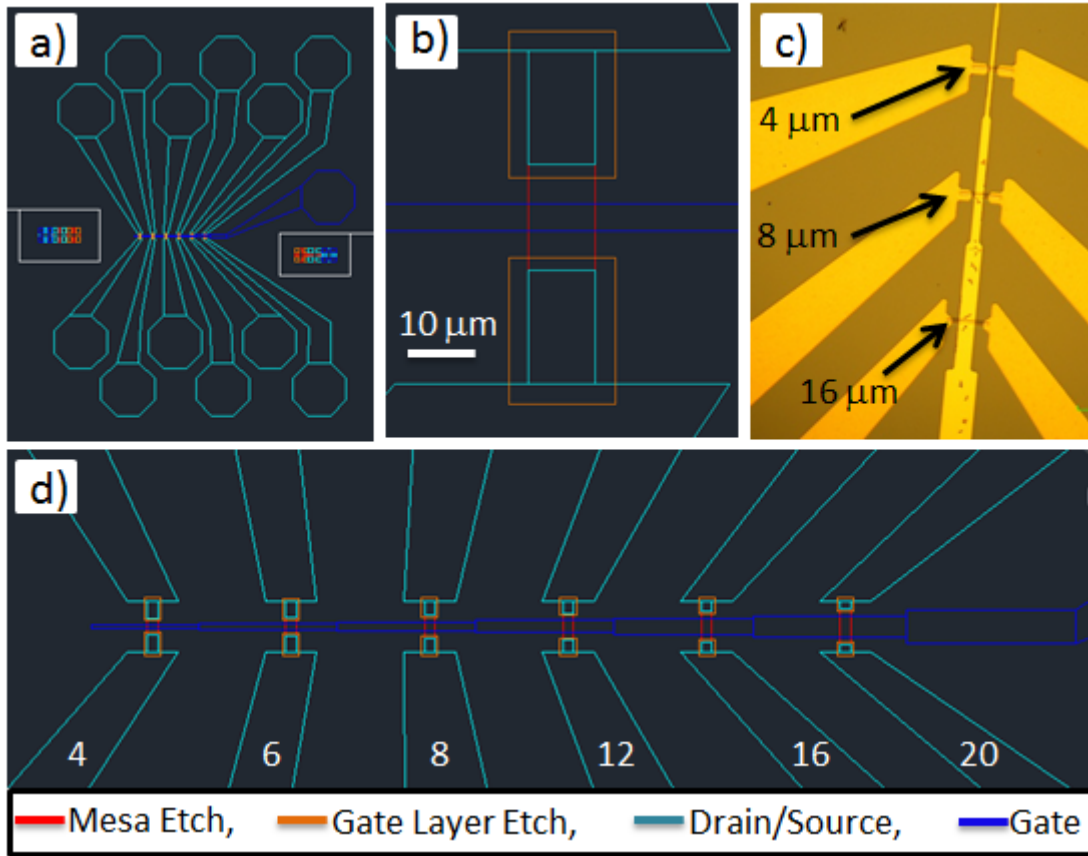 a)
b)
c)
10 μm
4 μm
8 μm
16 μm
d)
4 6 8 12 16 20
Mesa Etch, Gate Layer Etch, Drain/Source, Gate